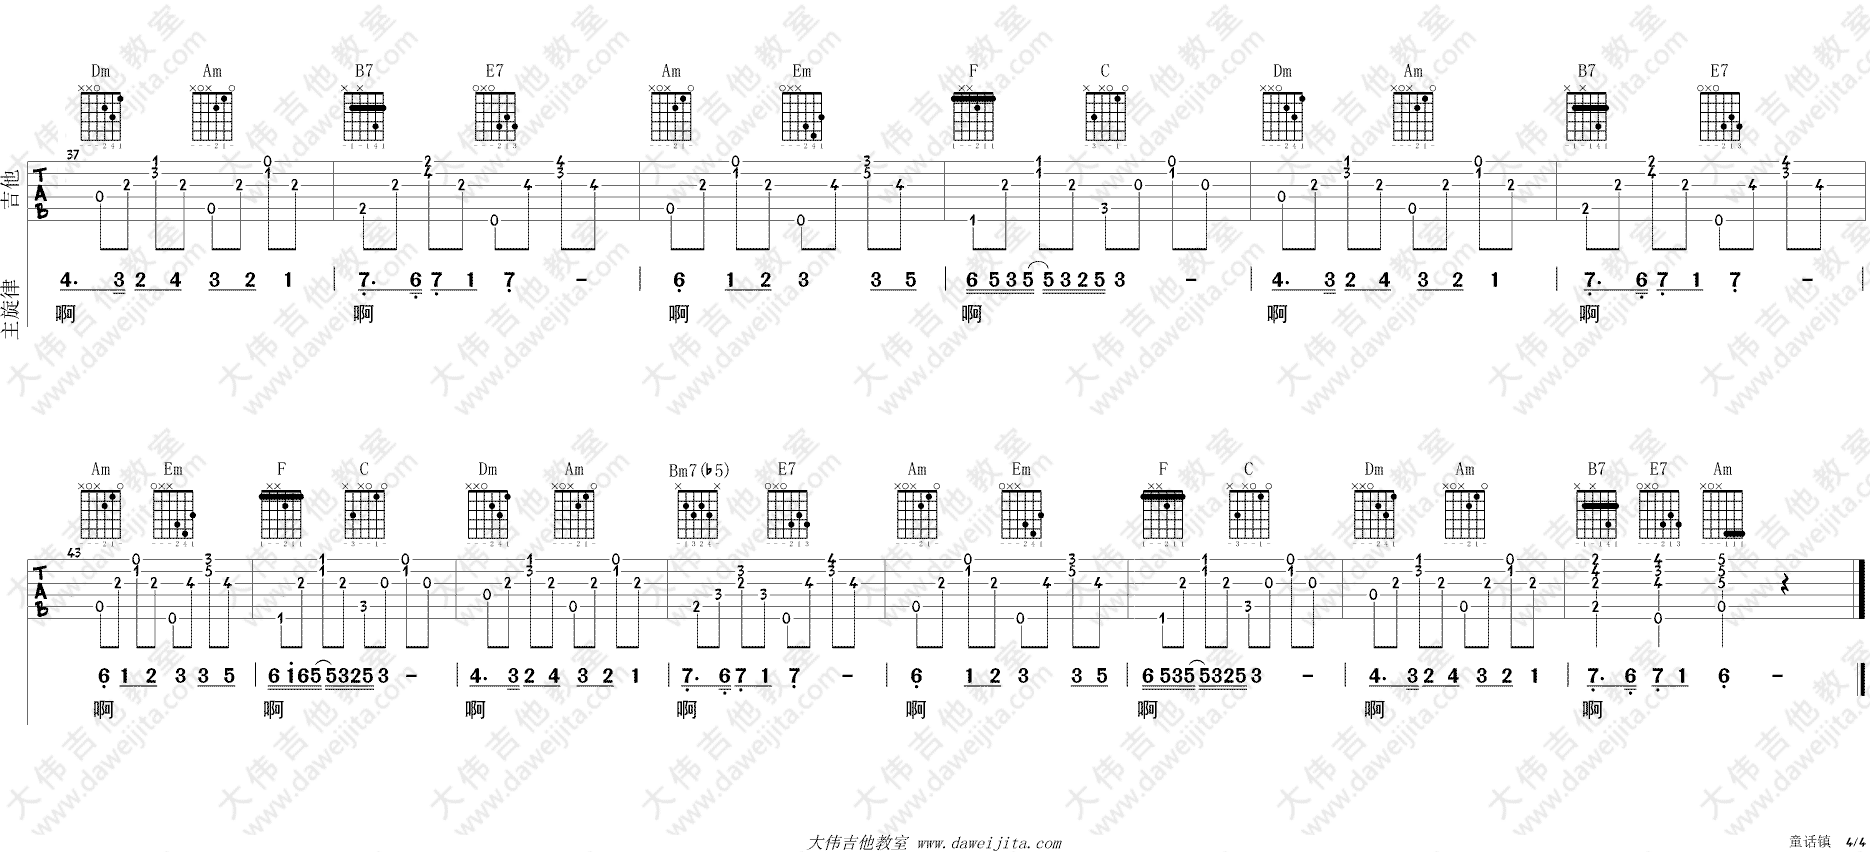 Dm Am B7 E7 Am Em F C Dm Am B7 E7
37
吉他
T A B
主旋律
4. 3 2 4 3 2 1 | 7. 6 7 1 7 - | 6 1 2 3 3 5 | 6 5 3 5 5 3 2 5 3 - | 4. 3 2 4 3 2 1 | 7. 6 7 1 7 - |
啊 啊 啊 啊 啊 啊
Am Em F C Dm Am Bm7(♭5) E7 Am Em F C Dm Am B7 E7 Am
43
T A B
6 1 2 3 3 5 | 6 1 6 5 5 3 2 5 3 - | 4. 3 2 4 3 2 1 | 7. 6 7 1 7 - | 6 1 2 3 3 5 | 6 5 3 5 5 3 2 5 3 - | 4. 3 2 4 3 2 1 | 7. 6 7 1 6 -
啊 啊 啊 啊 啊 啊 啊 啊
大伟吉他教室 www.daweijita.com
童话镇 4/4